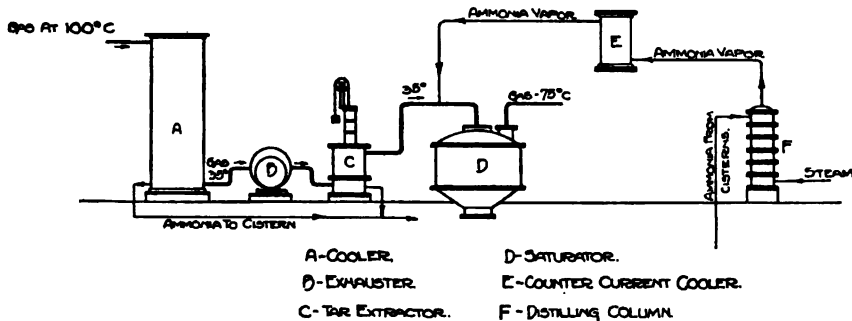 AMMONIA VAPOR
GAS AT 100°C
E
AMMONIA VAPOR
35°
GAS-75°C
A
GAS
35°
B
C
D
AMMONIA FROM
CISTERNS.
F
STEAM
AMMONIA TO CISTERN
A-COOLER.
D-SATURATOR.
B-EXHAUSTER.
E-COUNTER CURRENT COOLER.
C-TAR EXTRACTOR.
F-DISTILLING COLUMN.